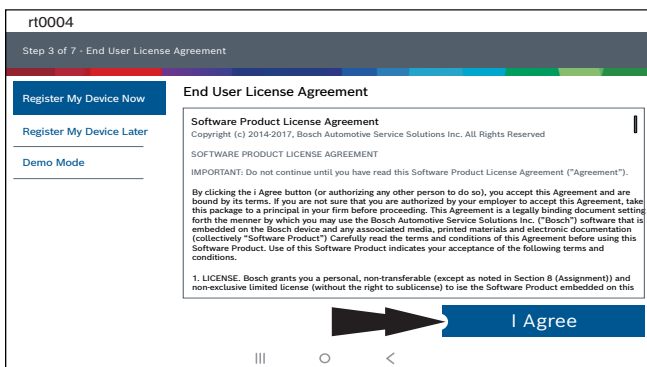 rt0004
Step 3 of 7 - End User License Agreement
Register My Device Now
Register My Device Later
Demo Mode
End User License Agreement
Software Product License Agreement
Copyright (c) 2014-2017, Bosch Automotive Service Solutions Inc. All Rights Reserved
SOFTWARE PRODUCT LICENSE AGREEMENT
IMPORTANT: Do not continue until you have read this Software Product License Agreement ("Agreement").
By clicking the i Agree button (or authorizing any other person to do so), you accept this Agreement and are
bound by its terms. If you are not sure that you are authorized by your employer to accept this Agreement, take
this package to a principal in your firm before proceeding. This Agreement is a legally binding document setting
forth the menner by which you may use the Bosch Automotive Service Solutions Inc. ("Bosch") software that is
embedded on the Bosch device and any assoociated media, printed materials and electronic documentation
(collectively "Software Product") Carefully read the terms and conditions of this Agreement before using this
Software Product. Use of this Software Product indicates your acceptance of the following terms and
conditions.
1. LICENSE. Bosch grants you a personal, non-transferable (except as noted in Section 8 (Assignment)) and
non-exclusive limited license (without the right to sublicense) to ise the Software Product embedded on this
I Agree